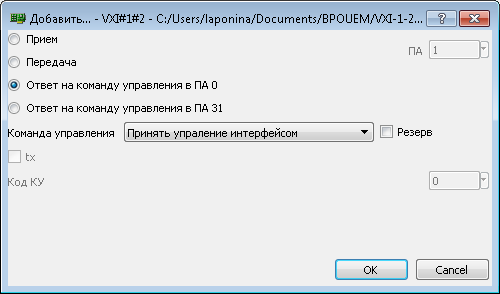 Добавить... - VXI#1#2 - C:/Users/laponina/Documents/BPOUEM/VXI-1-2...
Прием
ПА 1
Передача
Ответ на команду управления в ПА 0
Ответ на команду управления в ПА 31
Команда управления Принять упраление интерфейсом Резерв
tx
Код КУ 0
OK Cancel